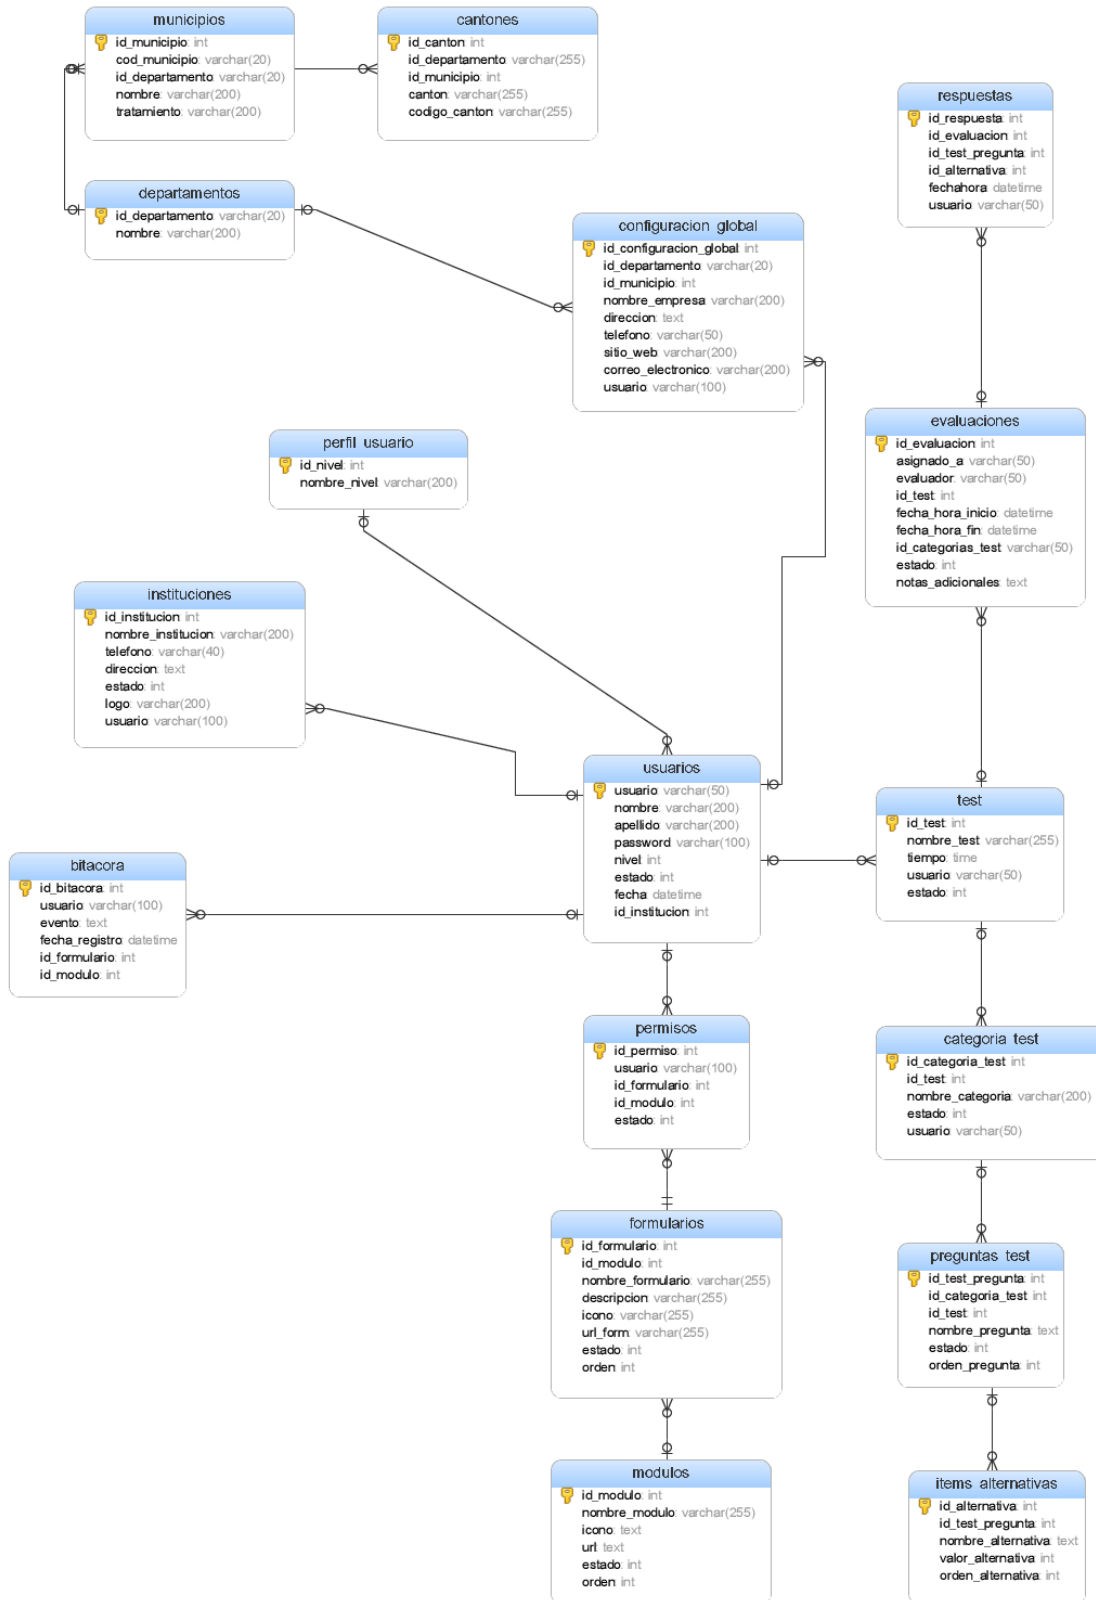 municipios
id_municipio: int
cod_municipio: varchar(20)
id_departamento: varchar(20)
nombre: varchar(200)
tratamiento: varchar(200)
cantones
id_canton: int
id_departamento: varchar(255)
id_municipio: int
canton: varchar(255)
codigo_canton: varchar(255)
respuestas
id_respuesta: int
id_evaluacion: int
id_test_pregunta: int
id_alternativa: int
fechahora: datetime
usuario: varchar(50)
departamentos
id_departamento: varchar(20)
nombre: varchar(200)
configuracion_global
id_configuracion_global: int
id_departamento: varchar(20)
id_municipio: int
nombre_empresa: varchar(200)
direccion: text
telefono: varchar(50)
sitio_web: varchar(200)
correo_electronico: varchar(200)
usuario: varchar(100)
evaluaciones
id_evaluacion: int
asignado_a: varchar(50)
evaluador: varchar(50)
id_test: int
fecha_hora_inicio: datetime
fecha_hora_fin: datetime
id_categorias_test: varchar(50)
estado: int
notas_adicionales: text
perfil_usuario
id_nivel: int
nombre_nivel: varchar(200)
instituciones
id_institucion: int
nombre_institucion: varchar(200)
telefono: varchar(40)
direccion: text
estado: int
logo: varchar(200)
usuario: varchar(100)
usuarios
usuario: varchar(50)
nombre: varchar(200)
apellido: varchar(200)
password: varchar(100)
nivel: int
estado: int
fecha: datetime
id_institucion: int
test
id_test: int
nombre_test: varchar(255)
tiempo: time
usuario: varchar(50)
estado: int
bitacora
id_bitacora: int
usuario: varchar(100)
evento: text
fecha_registro: datetime
id_formulario: int
id_modulo: int
permisos
id_permiso: int
usuario: varchar(100)
id_formulario: int
id_modulo: int
estado: int
categoria_test
id_categoria_test: int
id_test: int
nombre_categoria: varchar(200)
estado: int
usuario: varchar(50)
formularios
id_formulario: int
id_modulo: int
nombre_formulario: varchar(255)
descripcion: varchar(255)
icono: varchar(255)
url_form: varchar(255)
estado: int
orden: int
preguntas_test
id_test_pregunta: int
id_categoria_test: int
id_test: int
nombre_pregunta: text
estado: int
orden_pregunta: int
modulos
id_modulo: int
nombre_modulo: varchar(255)
icono: text
url: text
estado: int
orden: int
items_alternativas
id_alternativa: int
id_test_pregunta: int
nombre_alternativa: text
valor_alternativa: int
orden_alternativa: int